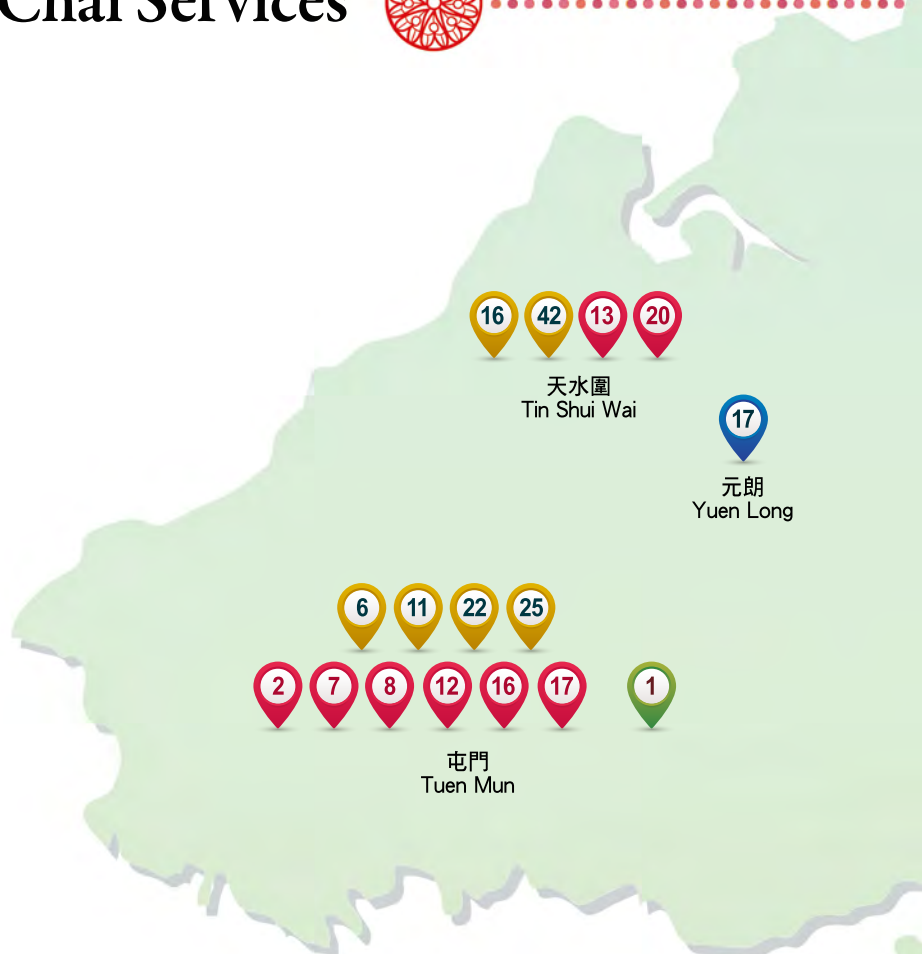 Chai Services
16 42 13 20
天水圍
Tin Shui Wai
17
元朗
Yuen Long
6 11 22 25
2 7 8 12 16 17 1
屯門
Tuen Mun